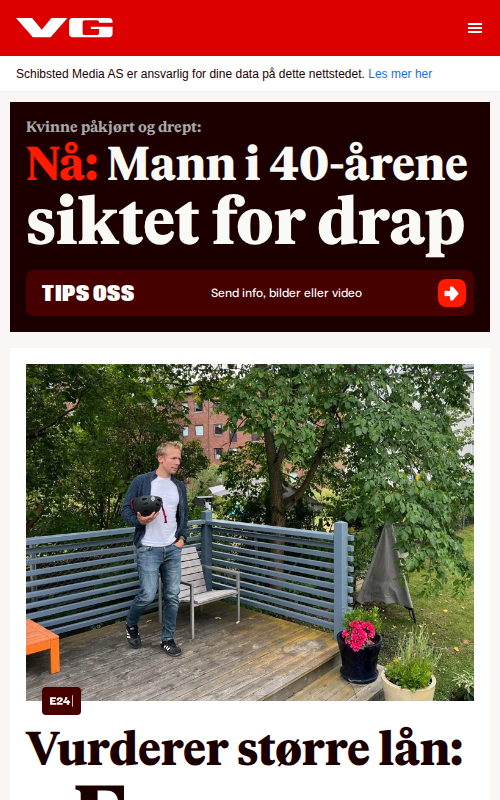 VG
Schibsted Media AS er ansvarlig for dine data på dette nettstedet. Les mer her
Kvinne påkjørt og drept:
Nå: Mann i 40-årene
siktet for drap
TIPS OSS
Send info, bilder eller video
E24
Vurderer større lån: